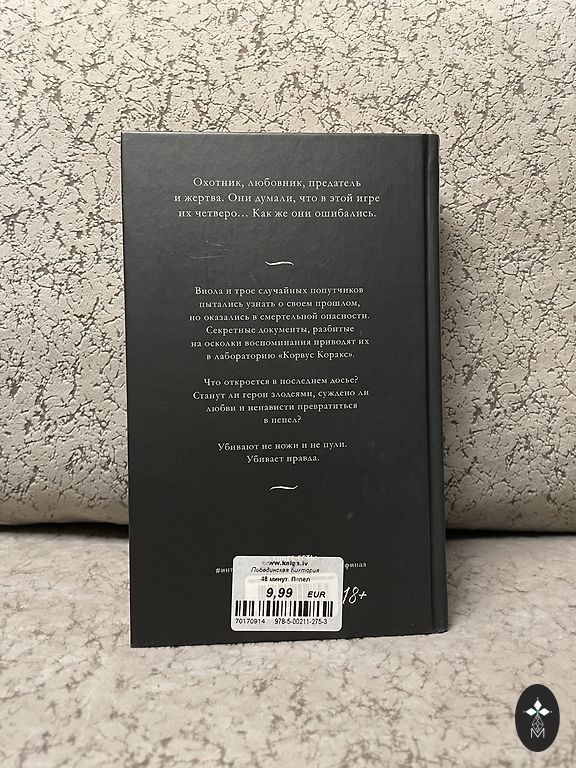 Охотник, любовник, предатель
и жертва. Они думали, что в этой игре
их четверо... Как же они ошибались.
Виола и трое случайных попутчиков
пытались узнать о своем прошлом,
но оказались в смертельной опасности.
Секретные документы, разбитые
на осколки воспоминания приводят их
в лабораторию «Корвус Коракс».
Что откроется в последнем досье?
Станут ли герои злодеями, суждено ли
любви и ненависти превратиться
в пепел?
Убивают не ножи и не пули.
Убивает правда.
финал
www.knigs.lv
Побединская Виктория
48 минут. Пепел
9,99 EUR
70170914 978-5-00211-275-3
18+
M